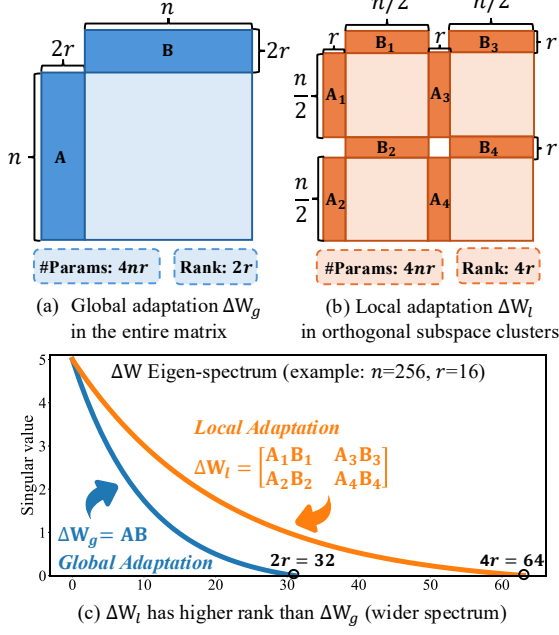 n
2r
B
2r
n
A
#Params: 4nr
Rank: 2r
(a) Global adaptation ΔW_g
in the entire matrix
n/2
n/2
r
B₁
r
B₃
r
n/2
A₁
A₃
B₂
B₄
r
n/2
A₂
A₄
#Params: 4nr
Rank: 4r
(b) Local adaptation ΔW_l
in orthogonal subspace clusters
ΔW Eigen-spectrum (example: n=256, r=16)
Local Adaptation
ΔW_l = [A₁B₁ A₃B₃
A₂B₂ A₄B₄]
ΔW_g= AB
Global Adaptation
2r = 32
4r = 64
Singular value
5
4
3
2
1
0
0 10 20 30 40 50 60
(c) ΔW_l has higher rank than ΔW_g (wider spectrum)